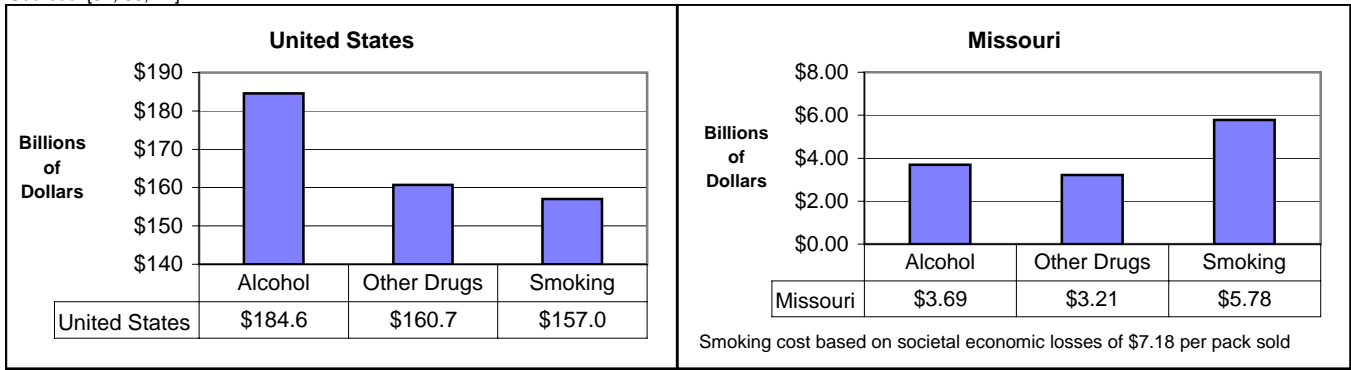 United States
$190
$180
$170
$160
$150
$140
Billions
of
Dollars
Alcohol Other Drugs Smoking
United States $184.6 $160.7 $157.0
Missouri
$8.00
$6.00
$4.00
$2.00
$0.00
Billions
of
Dollars
Alcohol Other Drugs Smoking
Missouri $3.69 $3.21 $5.78
Smoking cost based on societal economic losses of $7.18 per pack sold